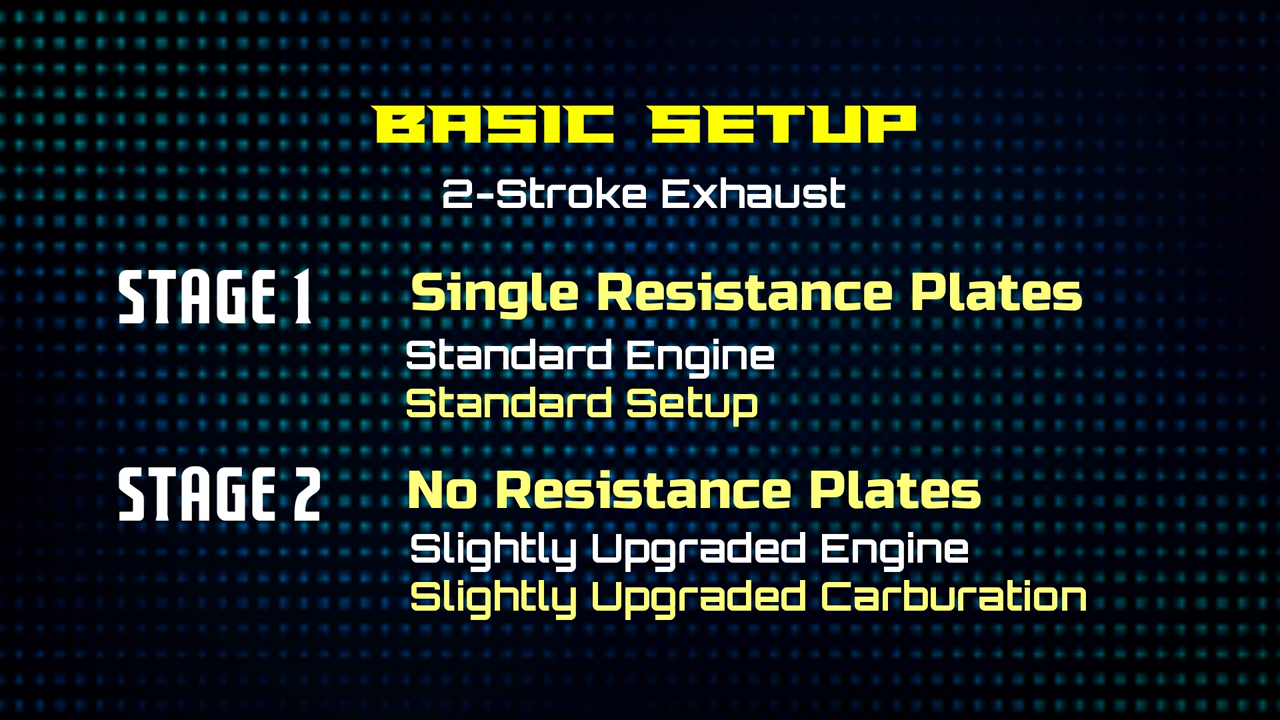 BASIC SETUP
2-Stroke Exhaust
STAGE 1
Single Resistance Plates
Standard Engine
Standard Setup
STAGE 2
No Resistance Plates
Slightly Upgraded Engine
Slightly Upgraded Carburation